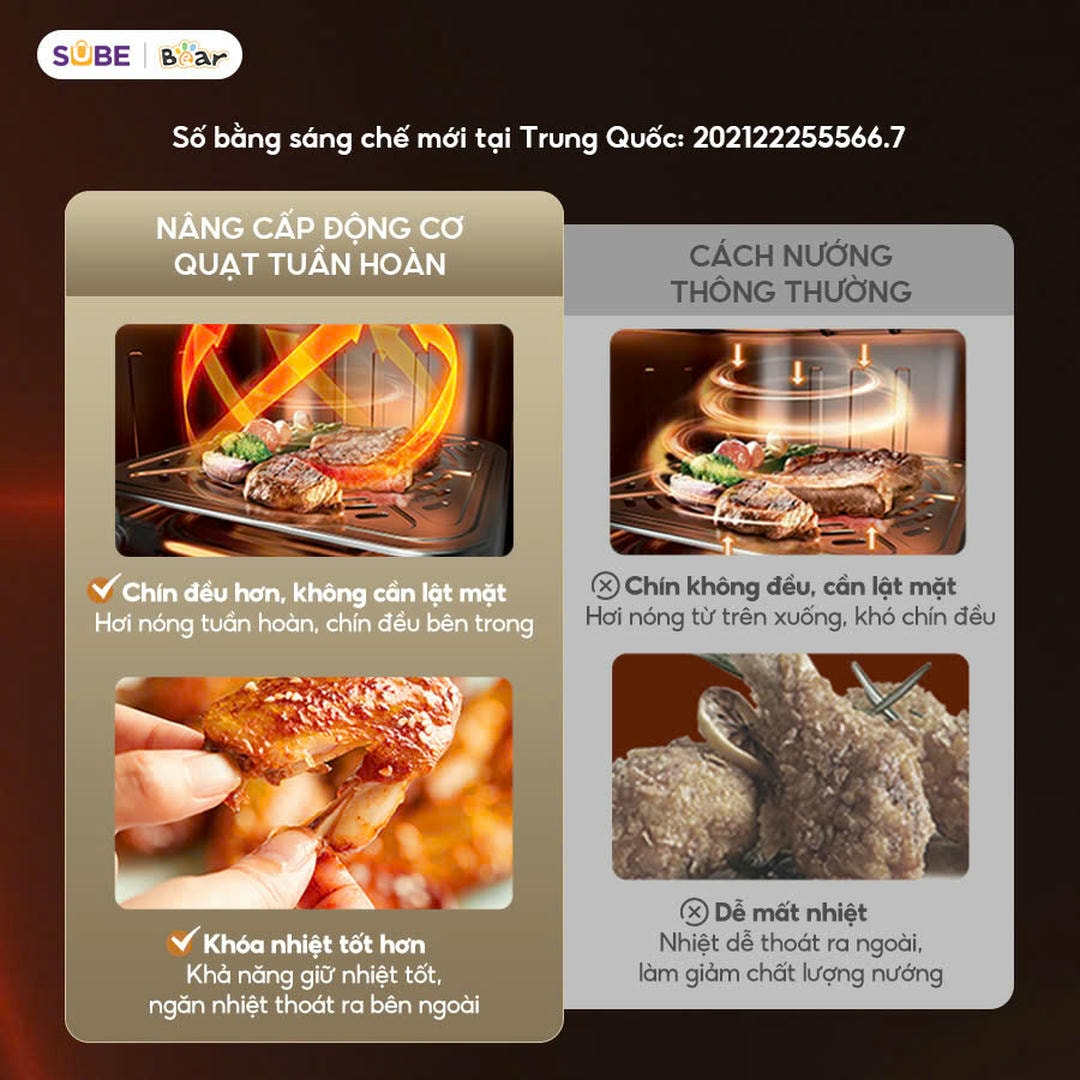 SUBE | Bear
Số bằng sáng chế mới tại Trung Quốc: 202122255566.7
NÂNG CẤP ĐỘNG CƠ
QUẠT TUẦN HOÀN
Chín đều hơn, không cần lật mặt
Hơi nóng tuần hoàn, chín đều bên trong
Khóa nhiệt tốt hơn
Khả năng giữ nhiệt tốt,
ngăn nhiệt thoát ra bên ngoài
CÁCH NƯỚNG
THÔNG THƯỜNG
Chín không đều, cần lật mặt
Hơi nóng từ trên xuống, khó chín đều
Dễ mất nhiệt
Nhiệt dễ thoát ra ngoài,
làm giảm chất lượng nướng